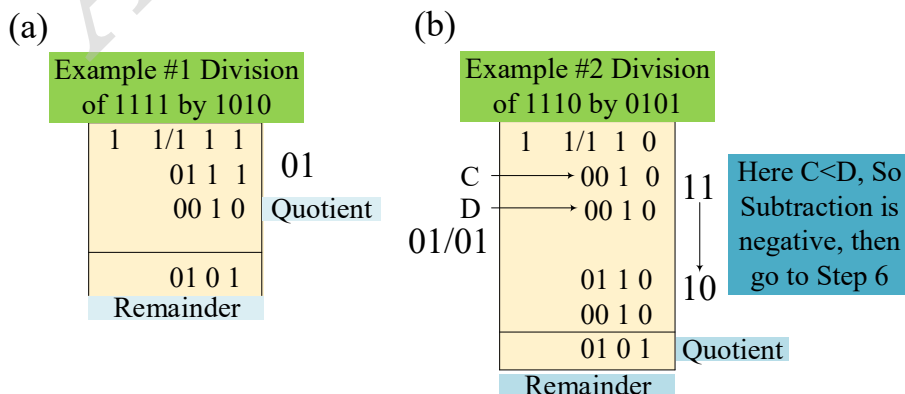 (a)
Example #1 Division
of 1111 by 1010
1 1/1 1 1
01 1 1
01
00 1 0
Quotient
01 0 1
Remainder
(b)
Example #2 Division
of 1110 by 0101
1 1/1 1 0
C
00 1 0
11
D
00 1 0
01/01
01 1 0
10
00 1 0
01 0 1
Quotient
Remainder
Here C<D, So
Subtraction is
negative, then
go to Step 6